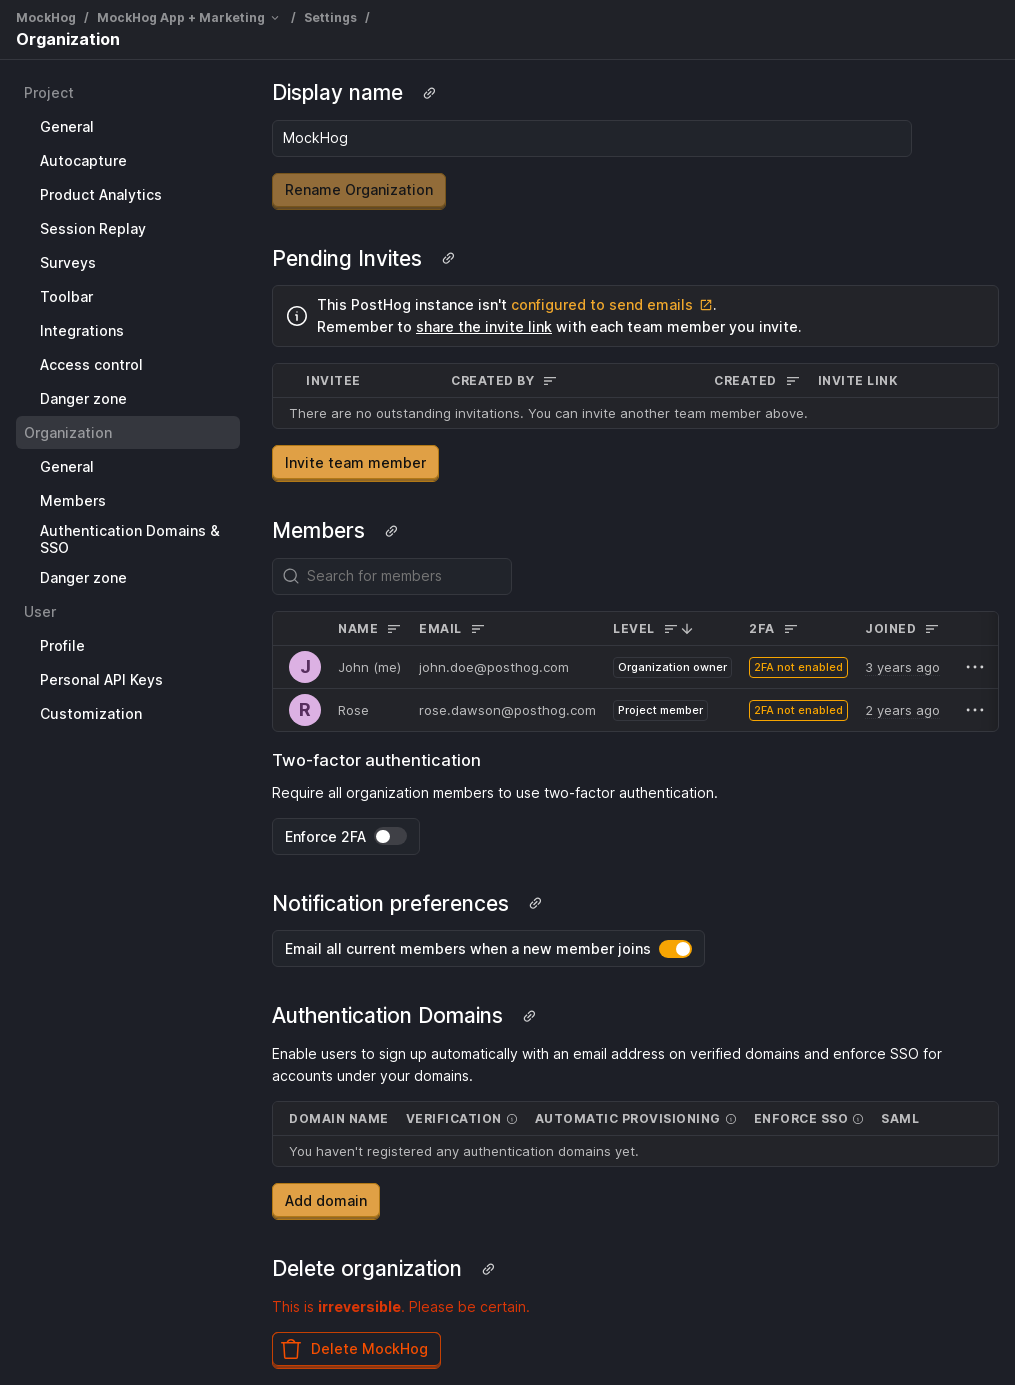 MockHog / MockHog App + Marketing / Settings /
Organization
Project
General
Autocapture
Product Analytics
Session Replay
Surveys
Toolbar
Integrations
Access control
Danger zone
Organization
General
Members
Authentication Domains &
SSO
Danger zone
User
Profile
Personal API Keys
Customization
Display name
MockHog
Rename Organization
Pending Invites
This PostHog instance isn't configured to send emails.
Remember to share the invite link with each team member you invite.
INVITEE CREATED BY CREATED INVITE LINK
There are no outstanding invitations. You can invite another team member above.
Invite team member
Members
Search for members
NAME EMAIL LEVEL 2FA JOINED
J John (me) john.doe@posthog.com Organization owner 2FA not enabled 3 years ago
R Rose rose.dawson@posthog.com Project member 2FA not enabled 2 years ago
Two-factor authentication
Require all organization members to use two-factor authentication.
Enforce 2FA
Notification preferences
Email all current members when a new member joins
Authentication Domains
Enable users to sign up automatically with an email address on verified domains and enforce SSO for
accounts under your domains.
DOMAIN NAME VERIFICATION AUTOMATIC PROVISIONING ENFORCE SSO SAML
You haven't registered any authentication domains yet.
Add domain
Delete organization
This is irreversible. Please be certain.
Delete MockHog